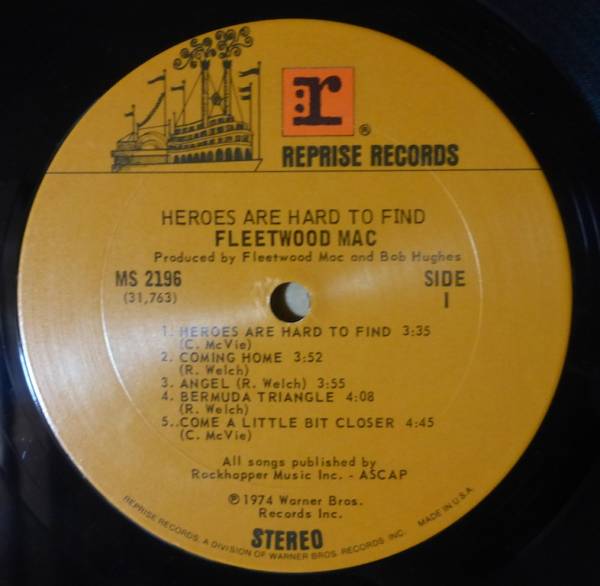 :r
®
REPRISE RECORDS
HEROES ARE HARD TO FIND
FLEETWOOD MAC
Produced by Fleetwood Mac and Bob Hughes
MS 2196
(31,763)
SIDE
1
1. HEROES ARE HARD TO FIND 3:35
(C. McVie)
2. COMING HOME 3:52
(R. Welch)
3. ANGEL (R. Welch) 3:55
4. BERMUDA TRIANGLE 4:08
(R. Welch)
5..COME A LITTLE BIT CLOSER 4:45
(C. McVie)
All songs published by
Rockhopper Music Inc. - ASCAP
℗1974 Warner Bros.
Records Inc.
STEREO
REPRISE RECORDS, A DIVISION OF WARNER BROS. RECORDS, INC. MADE IN U.S.A.